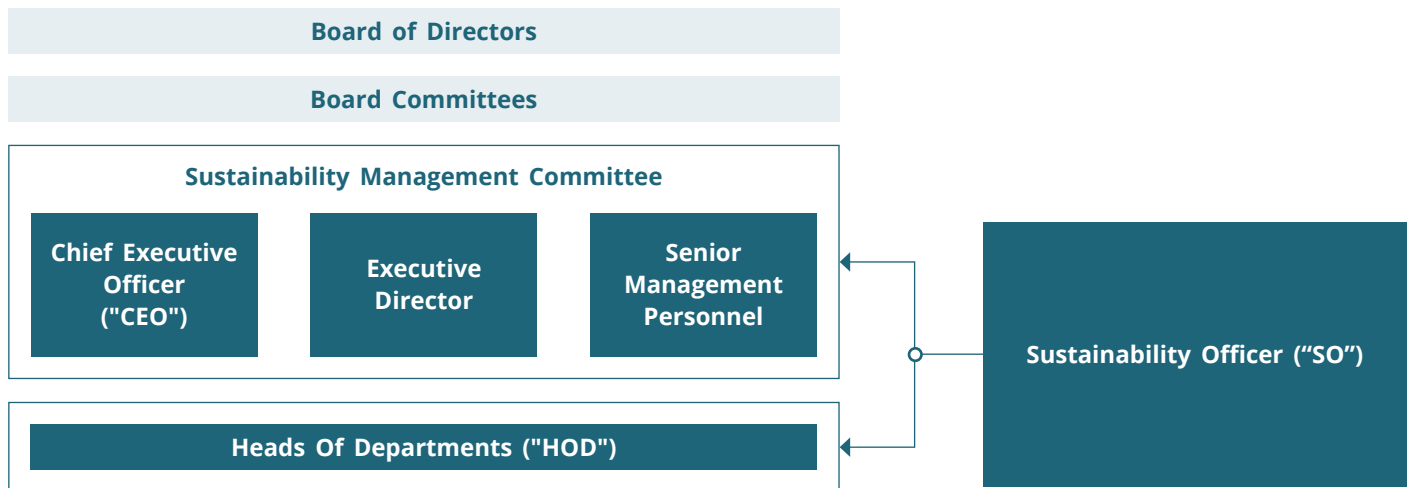 Board of Directors
Board Committees
Sustainability Management Committee
Chief Executive
Officer
("CEO")
Executive
Director
Senior
Management
Personnel
Sustainability Officer (“SO”)
Heads Of Departments ("HOD")